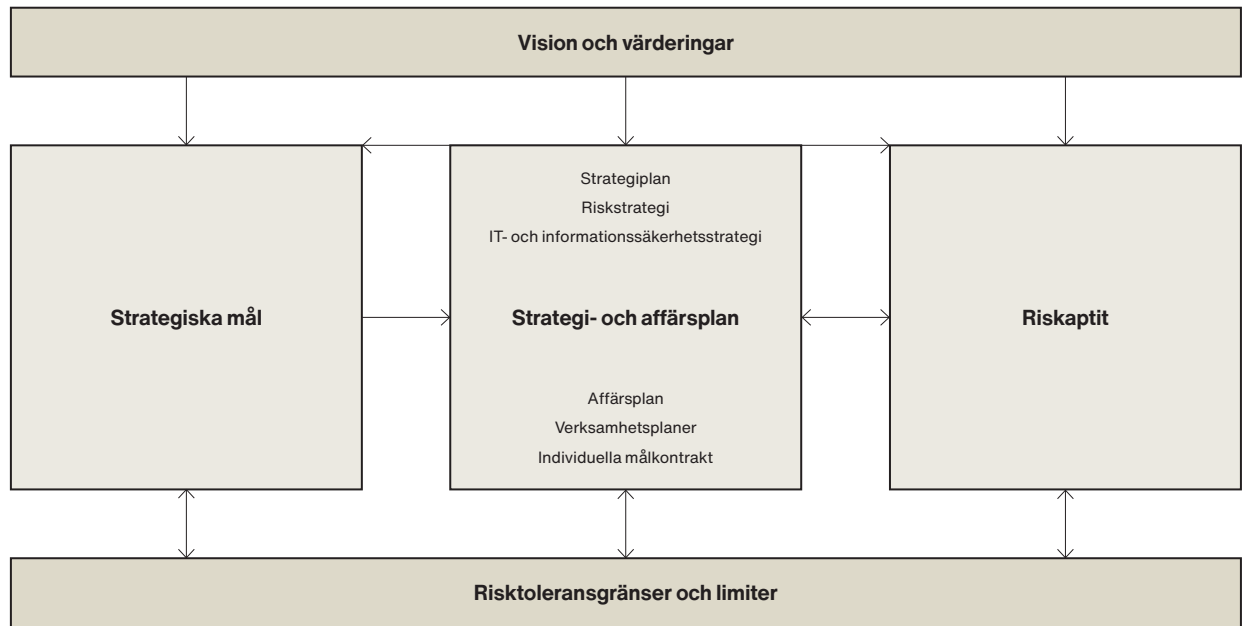 Vision och värderingar
Strategiska mål
Strategiplan
Riskstrategi
IT- och informationssäkerhetsstrategi
Strategi- och affärsplan
Affärsplan
Verksamhetsplaner
Individuella målkontrakt
Riskaptit
Risktoleransgränser och limiter